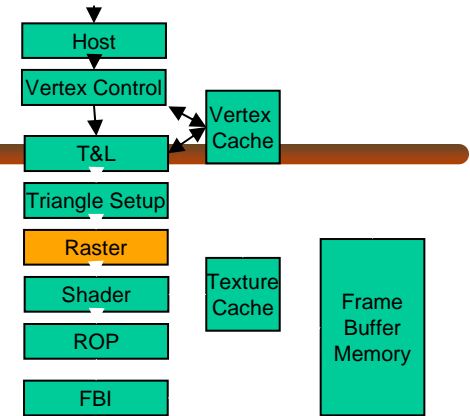 Host
Vertex Control
Vertex
Cache
T&L
Triangle Setup
Raster
Texture
Cache
Shader
Frame
Buffer
Memory
ROP
FBI